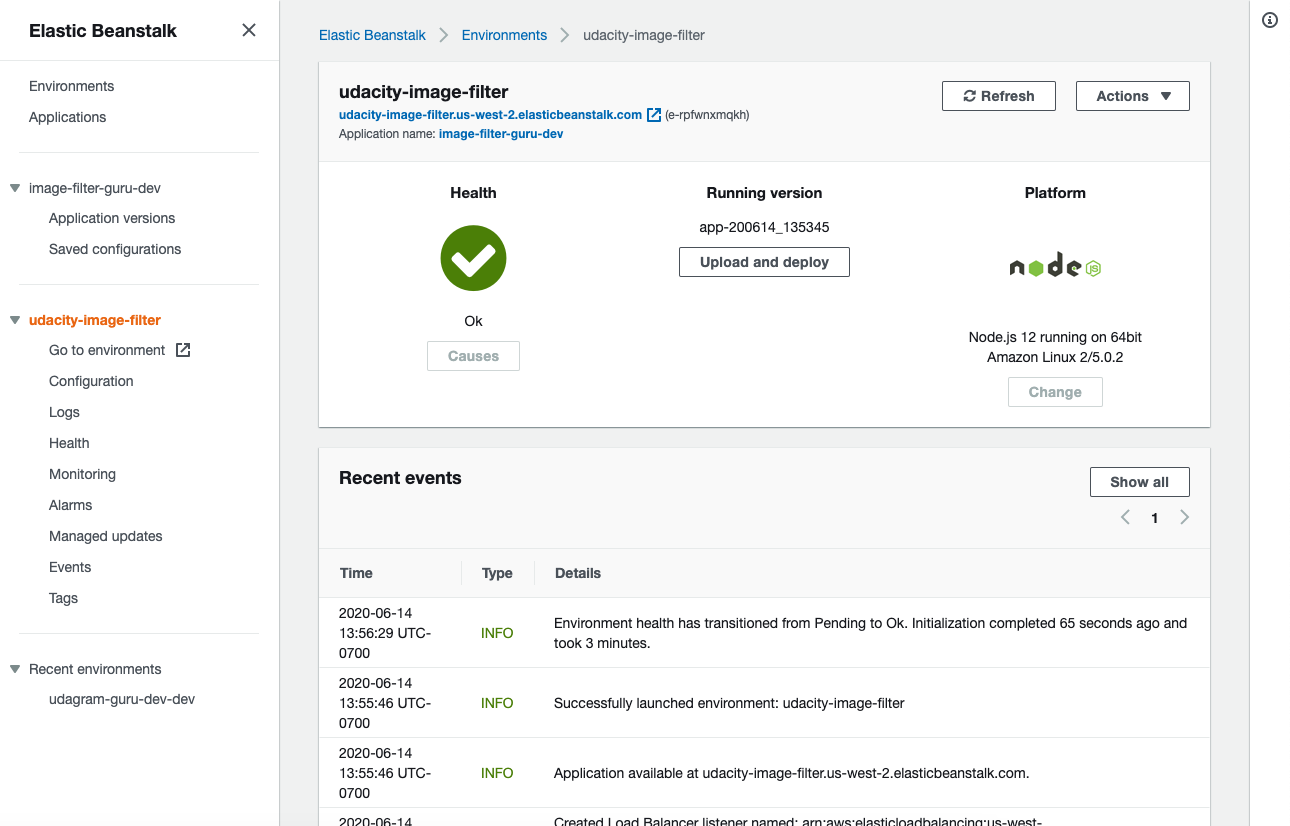 Elastic Beanstalk
Environments
Applications
image-filter-guru-dev
Application versions
Saved configurations
udacity-image-filter
Go to environment
Configuration
Logs
Health
Monitoring
Alarms
Managed updates
Events
Tags
Recent environments
udagram-guru-dev-dev
Elastic Beanstalk Environments udacity-image-filter
udacity-image-filter
udacity-image-filter.us-west-2.elasticbeanstalk.com (e-rpfwnxmqkh)
Application name: image-filter-guru-dev
Refresh
Actions
Health
Ok
Causes
Running version
app-200614_135345
Upload and deploy
Platform
node JS
Node.js 12 running on 64bit
Amazon Linux 2/5.0.2
Change
Recent events
Show all
1
Time Type Details
2020-06-14
13:56:29 UTC-
0700
INFO
Environment health has transitioned from Pending to Ok. Initialization completed 65 seconds ago and
took 3 minutes.
2020-06-14
13:55:46 UTC-
0700
INFO
Successfully launched environment: udacity-image-filter
2020-06-14
13:55:46 UTC-
0700
INFO
Application available at udacity-image-filter.us-west-2.elasticbeanstalk.com.
2020-06-14
Created Load Balancer listener named: arn:aws:elasticloadbalancing:us-west-